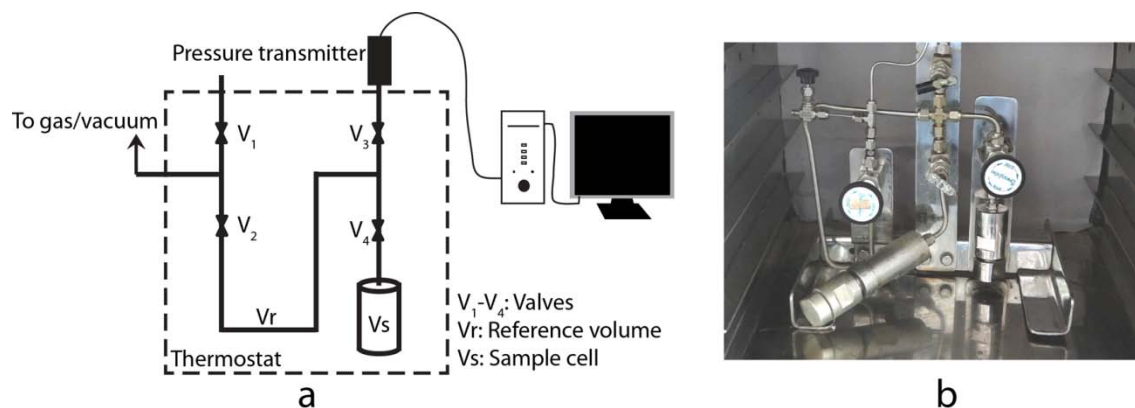 Pressure transmitter
To gas/vacuum
V₁
V₃
V₂
V₄
Vr
Vs
V₁-V₄: Valves
Vr: Reference volume
Vs: Sample cell
Thermostat
a
b